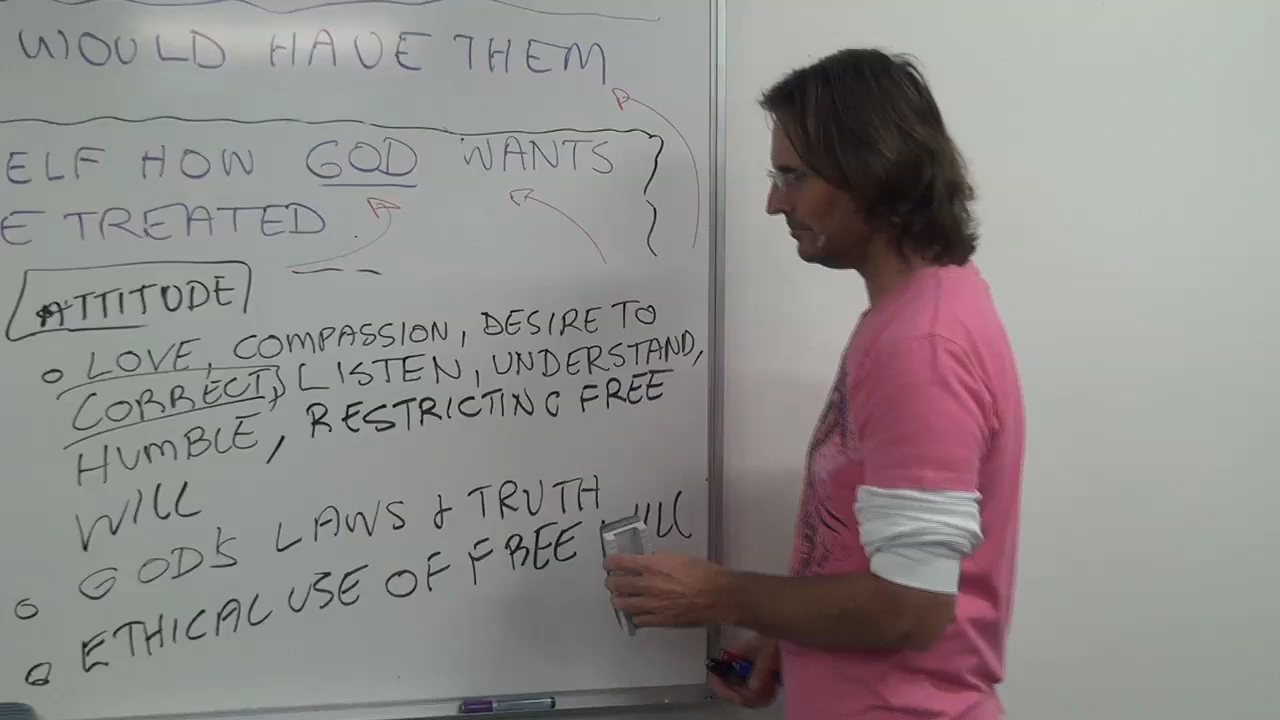 WOULD HAVE THEM
ELF HOW GOD WANTS
E TREATED
ATTITUDE
LOVE, COMPASSION, DESIRE TO
CORRECT, LISTEN, UNDERSTAND,
HUMBLE, RESTRICTING FREE
WILL
GOD'S LAWS & TRUTH
ETHICAL USE OF FREE WILL